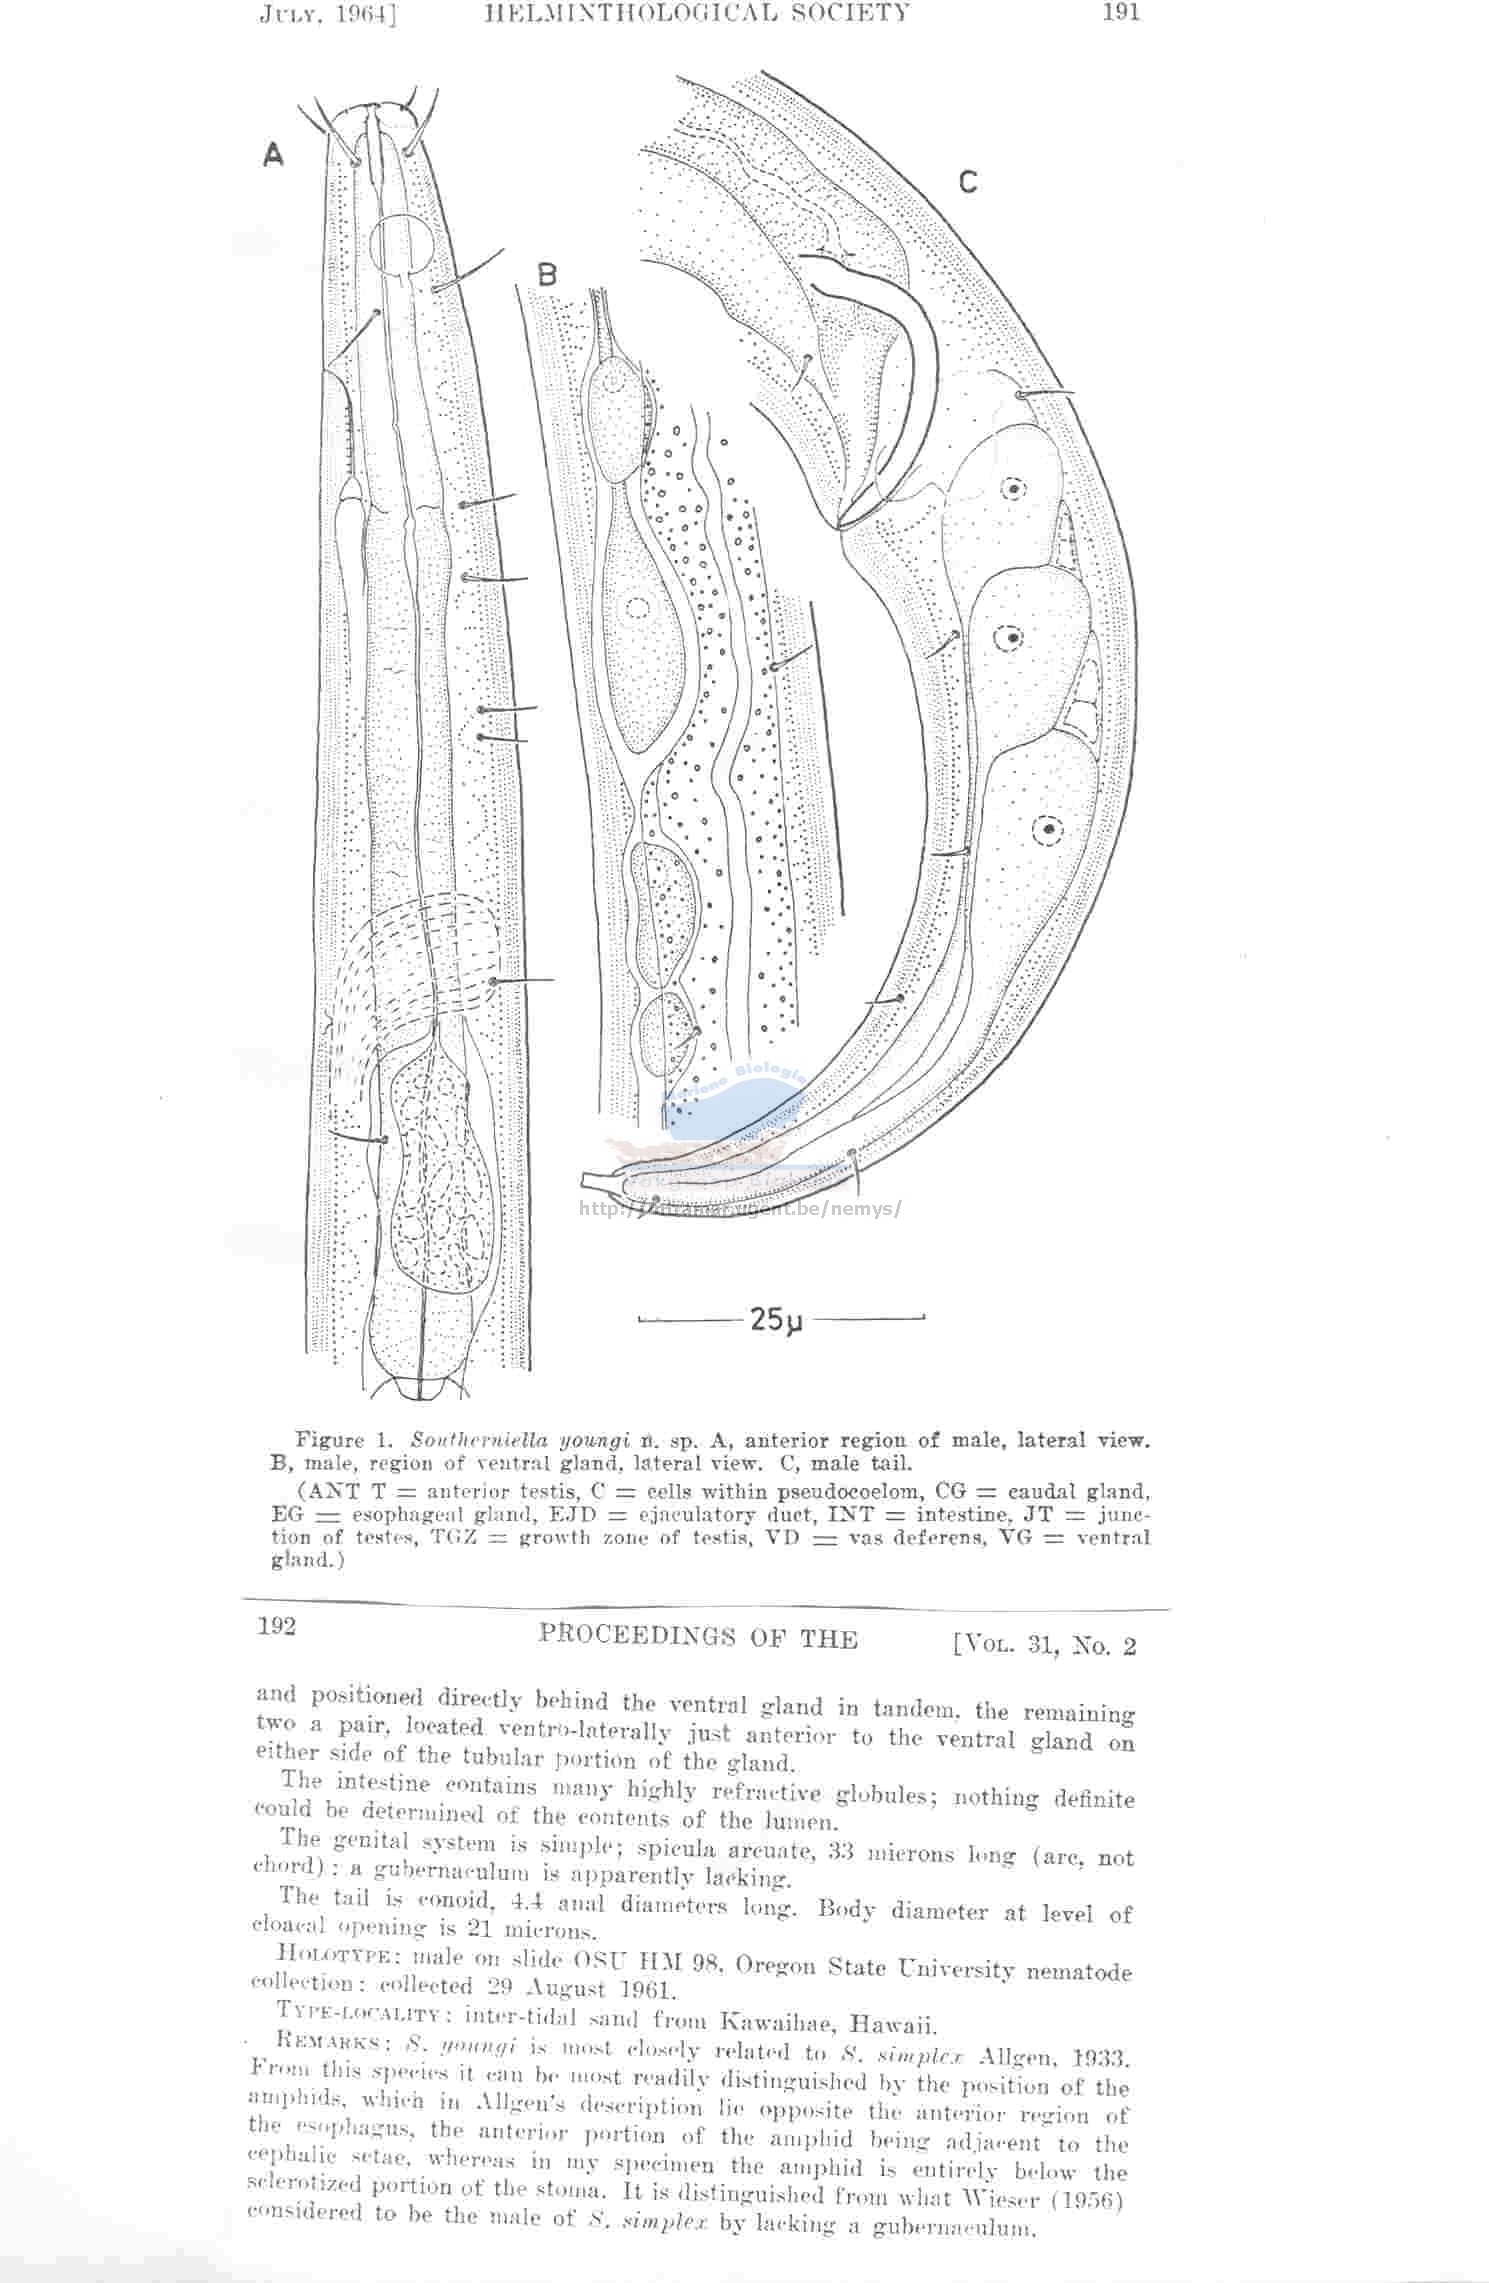 JULY, 1964] HELMINTHOLOGICAL SOCIETY 191
A
C
B
Mariene Biologie
http:// ugent.be/nemys/
25μ
Figure 1. Southerniella youngi n. sp. A, anterior region of male, lateral view.
B, male, region of ventral gland, lateral view. C, male tail.
(ANT T = anterior testis, C = cells within pseudocoelom, CG = caudal gland,
EG = esophageal gland, EJD = ejaculatory duct, INT = intestine, JT = junc-
tion of testes, TGZ = growth zone of testis, VD = vas deferens, VG = ventral
gland.)
192 PROCEEDINGS OF THE [VOL. 31, No. 2
and positioned directly behind the ventral gland in tandem, the remaining
two a pair, located ventro-laterally just anterior to the ventral gland on
either side of the tubular portion of the gland.
The intestine contains many highly refractive globules; nothing definite
could be determined of the contents of the lumen.
The genital system is simple; spicula arcuate, 33 microns long (arc, not
chord); a gubernaculum is apparently lacking.
The tail is conoid, 4.4 anal diameters long. Body diameter at level of
cloacal opening is 21 microns.
HOLOTYPE: male on slide OSU HM 98, Oregon State University nematode
collection; collected 29 August 1961.
TYPE-LOCALITY: inter-tidal sand from Kawaihae, Hawaii.
REMARKS: S. youngi is most closely related to S. simplex Allgen, 1933.
From this species it can be most readily distinguished by the position of the
amphids, which in Allgen's description lie opposite the anterior region of
the esophagus, the anterior portion of the amphid being adjacent to the
cephalic setae, whereas in my specimen the amphid is entirely below the
sclerotized portion of the stoma. It is distinguished from what Wieser (1956)
considered to be the male of S. simplex by lacking a gubernaculum.